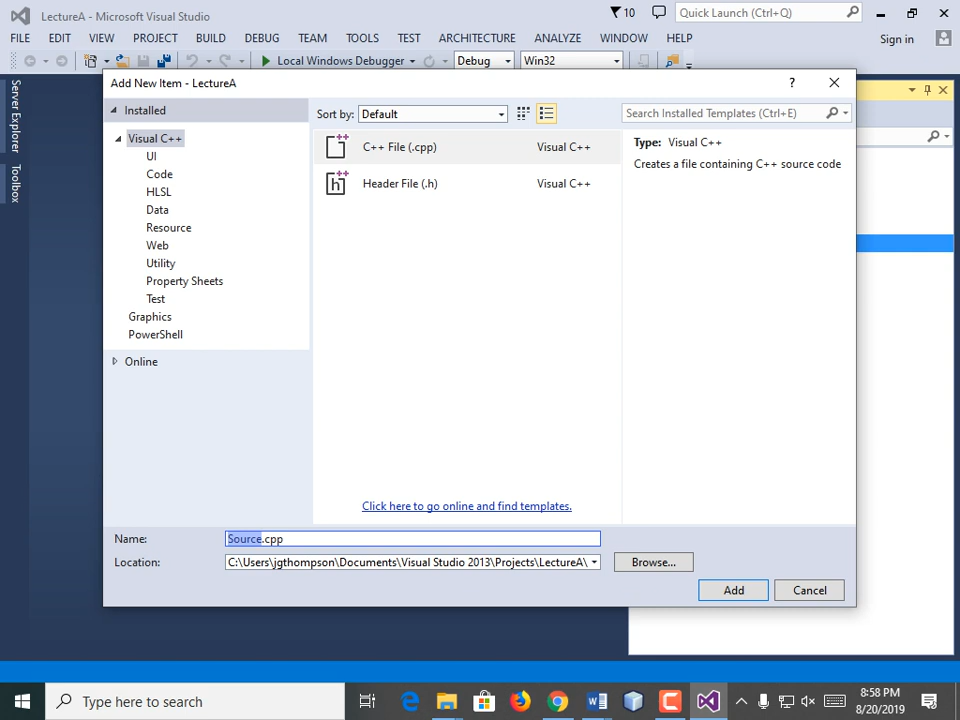 LectureA - Microsoft Visual Studio
10
Quick Launch (Ctrl+Q)
FILE EDIT VIEW PROJECT BUILD DEBUG TEAM TOOLS TEST ARCHITECTURE ANALYZE WINDOW HELP
Sign in
Local Windows Debugger
Debug
Win32
Server Explorer
Toolbox
Add New Item - LectureA
?
Installed
Visual C++
UI
Code
HLSL
Data
Resource
Web
Utility
Property Sheets
Test
Graphics
PowerShell
Online
Sort by: Default
Search Installed Templates (Ctrl+E)
C++ File (.cpp) Visual C++
Header File (.h) Visual C++
Type: Visual C++
Creates a file containing C++ source code
Click here to go online and find templates.
Name: Source.cpp
Location: C:\Users\jgthompson\Documents\Visual Studio 2013\Projects\LectureA\
Browse...
Add
Cancel
Type here to search
8:58 PM
8/20/2019